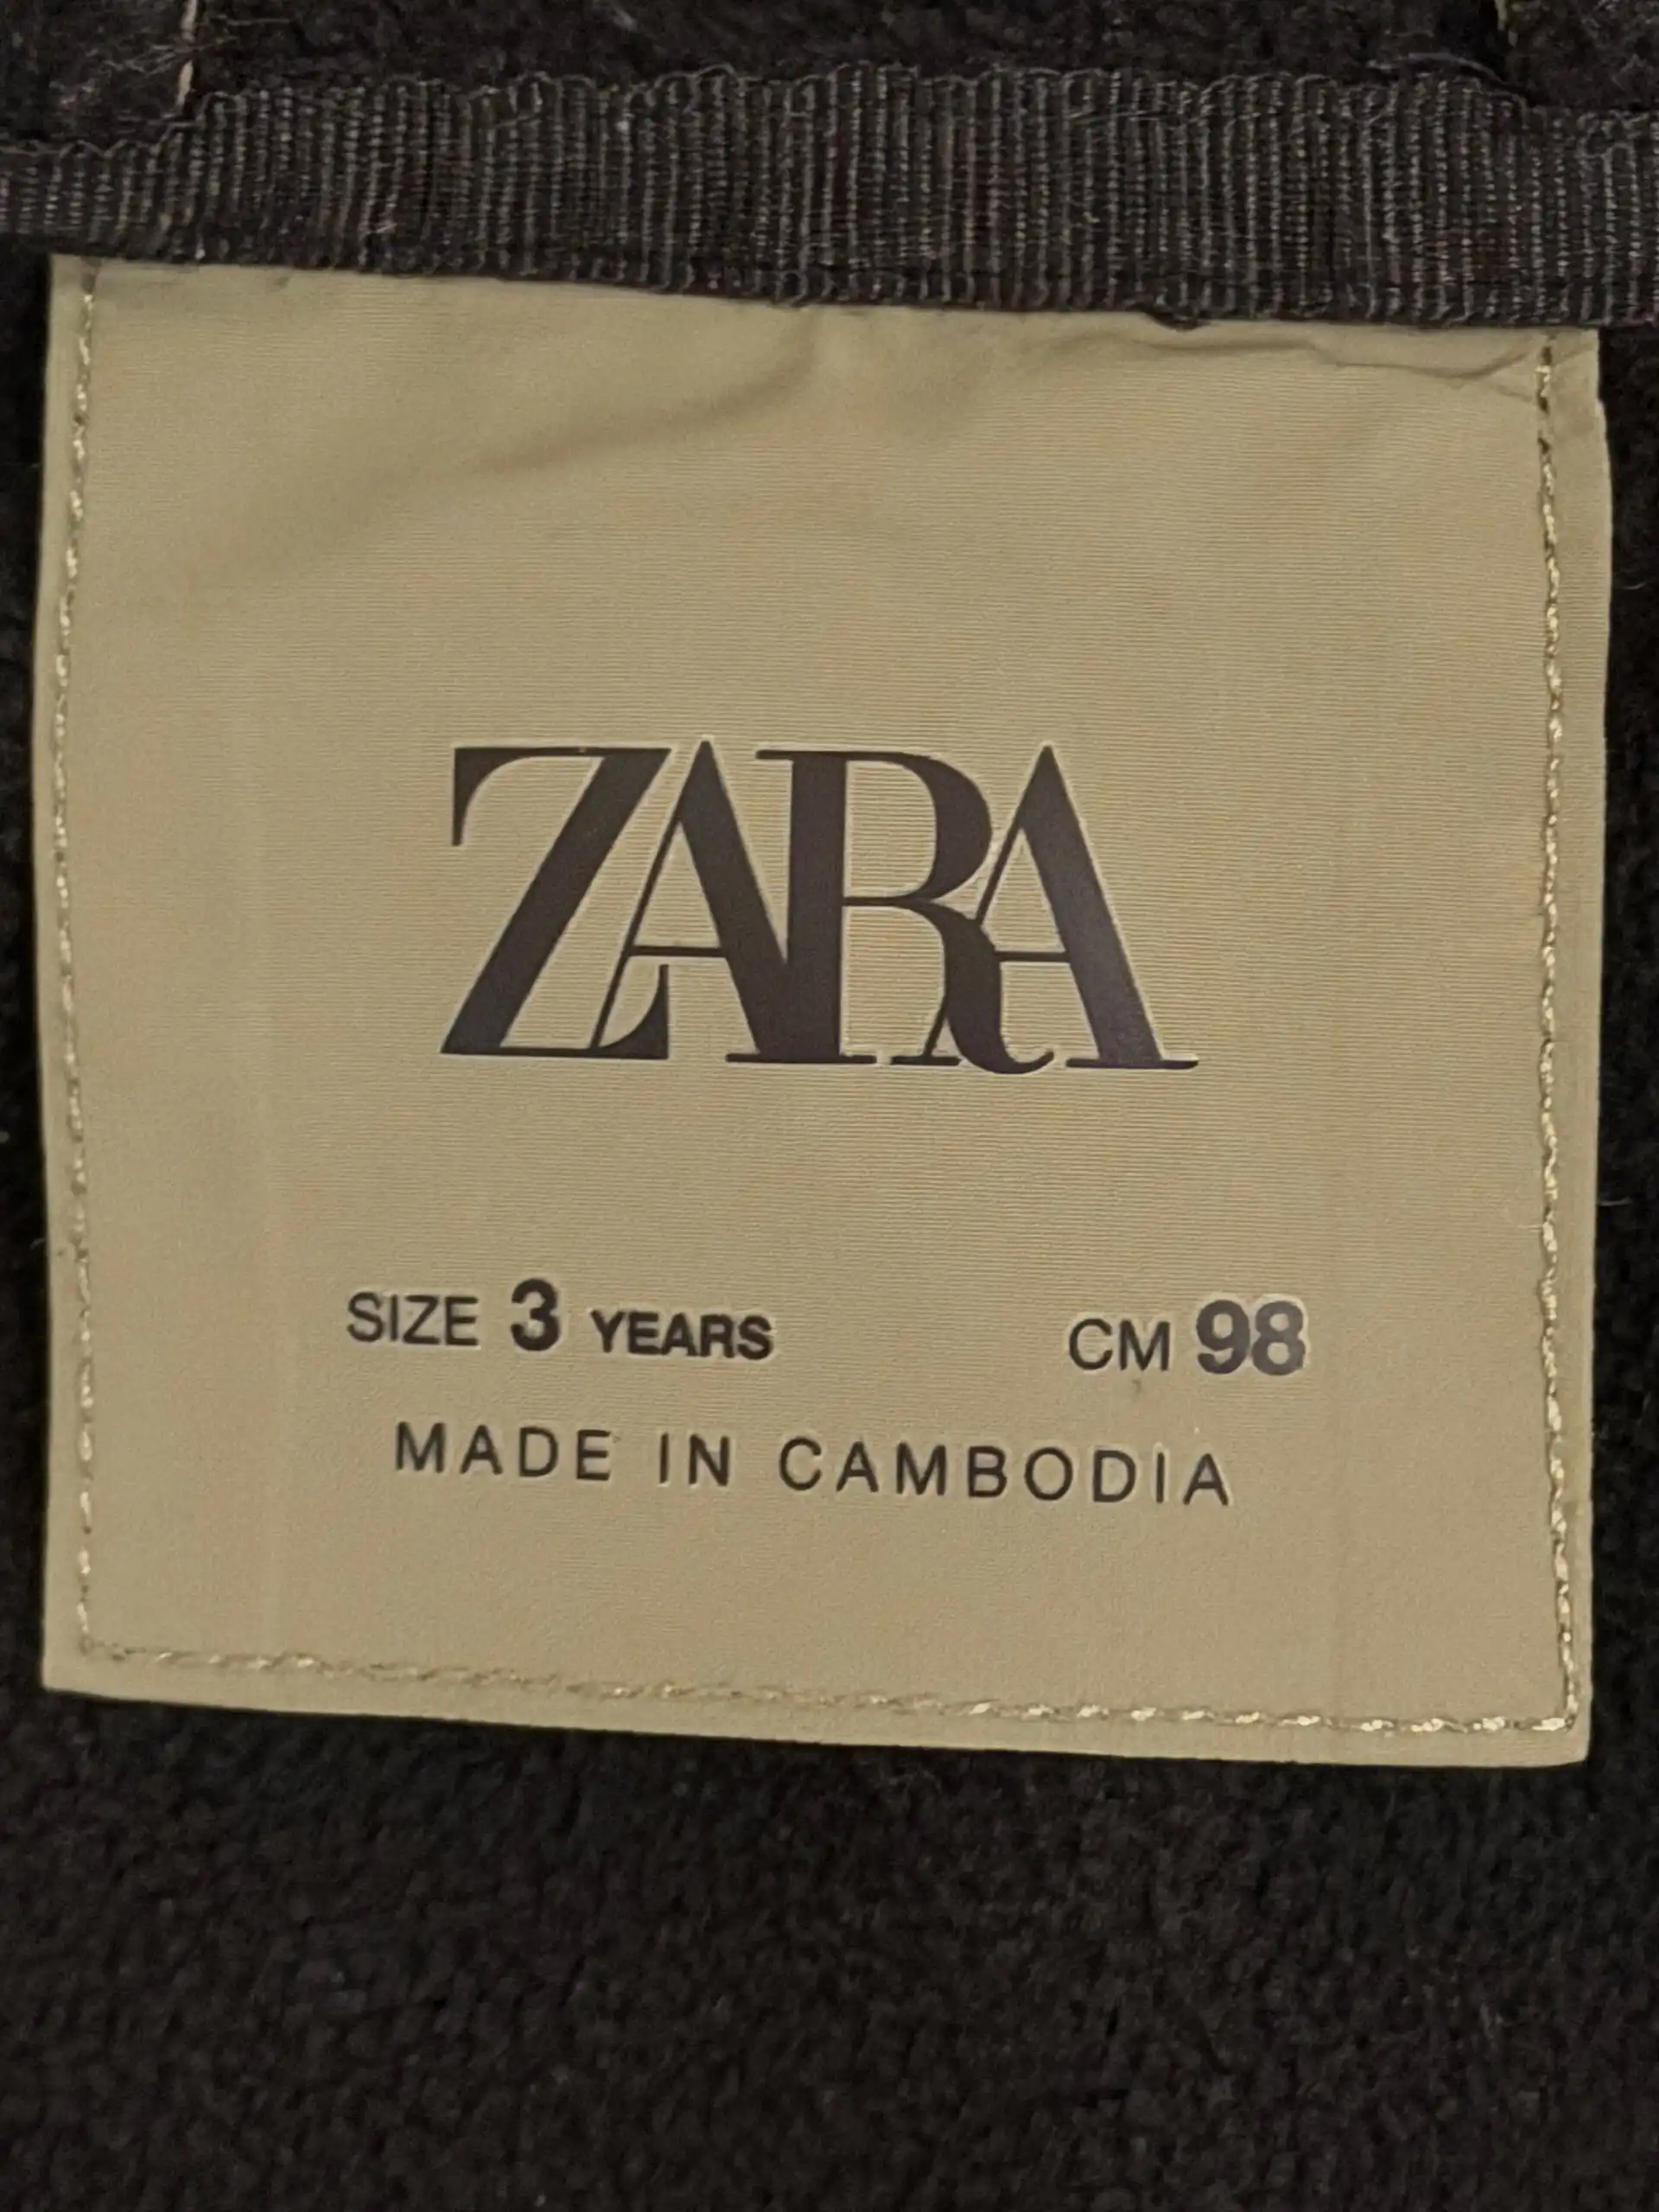 ZARA
SIZE 3 YEARS CM 98
MADE IN CAMBODIA